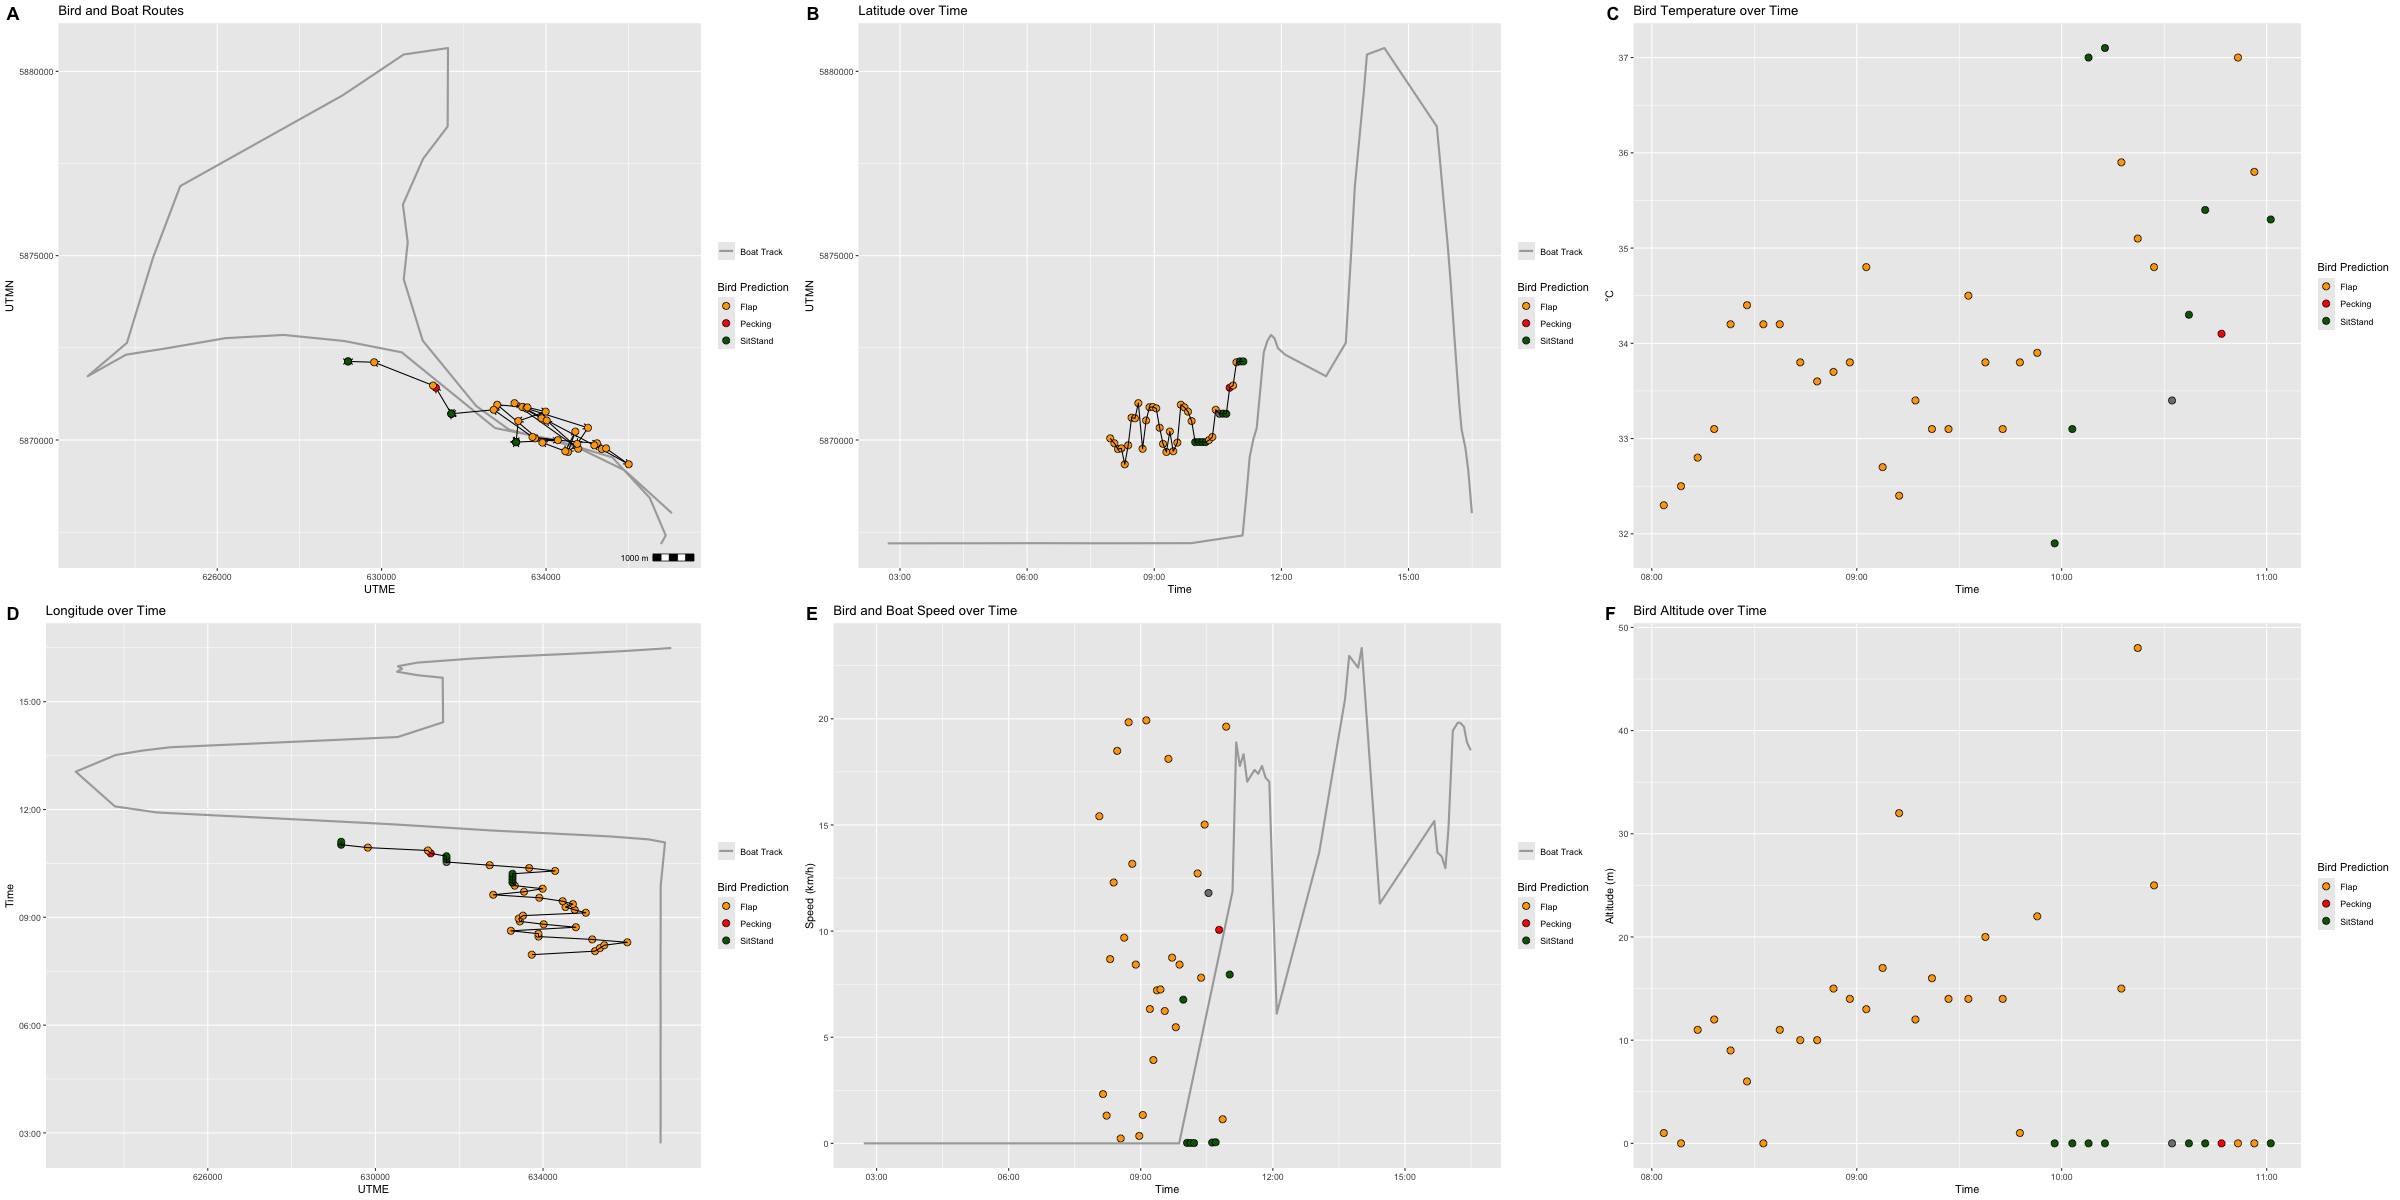 A Bird and Boat Routes
5880000
5875000
5870000
UTMN
626000 630000 634000
UTME
1000 m
Boat Track
Bird Prediction
Flap
Pecking
SitStand
B Latitude over Time
5880000
5875000
5870000
UTMN
03:00 06:00 09:00 12:00 15:00
Time
Boat Track
Bird Prediction
Flap
Pecking
SitStand
C Bird Temperature over Time
37
36
35
34
33
32
°C
08:00 09:00 10:00 11:00
Time
Bird Prediction
Flap
Pecking
SitStand
D Longitude over Time
15:00
12:00
09:00
06:00
03:00
Time
626000 630000 634000
UTME
Boat Track
Bird Prediction
Flap
Pecking
SitStand
E Bird and Boat Speed over Time
20
15
10
5
0
Speed (km/h)
03:00 06:00 09:00 12:00 15:00
Time
Boat Track
Bird Prediction
Flap
Pecking
SitStand
F Bird Altitude over Time
50
40
30
20
10
0
Altitude (m)
08:00 09:00 10:00 11:00
Time
Bird Prediction
Flap
Pecking
SitStand